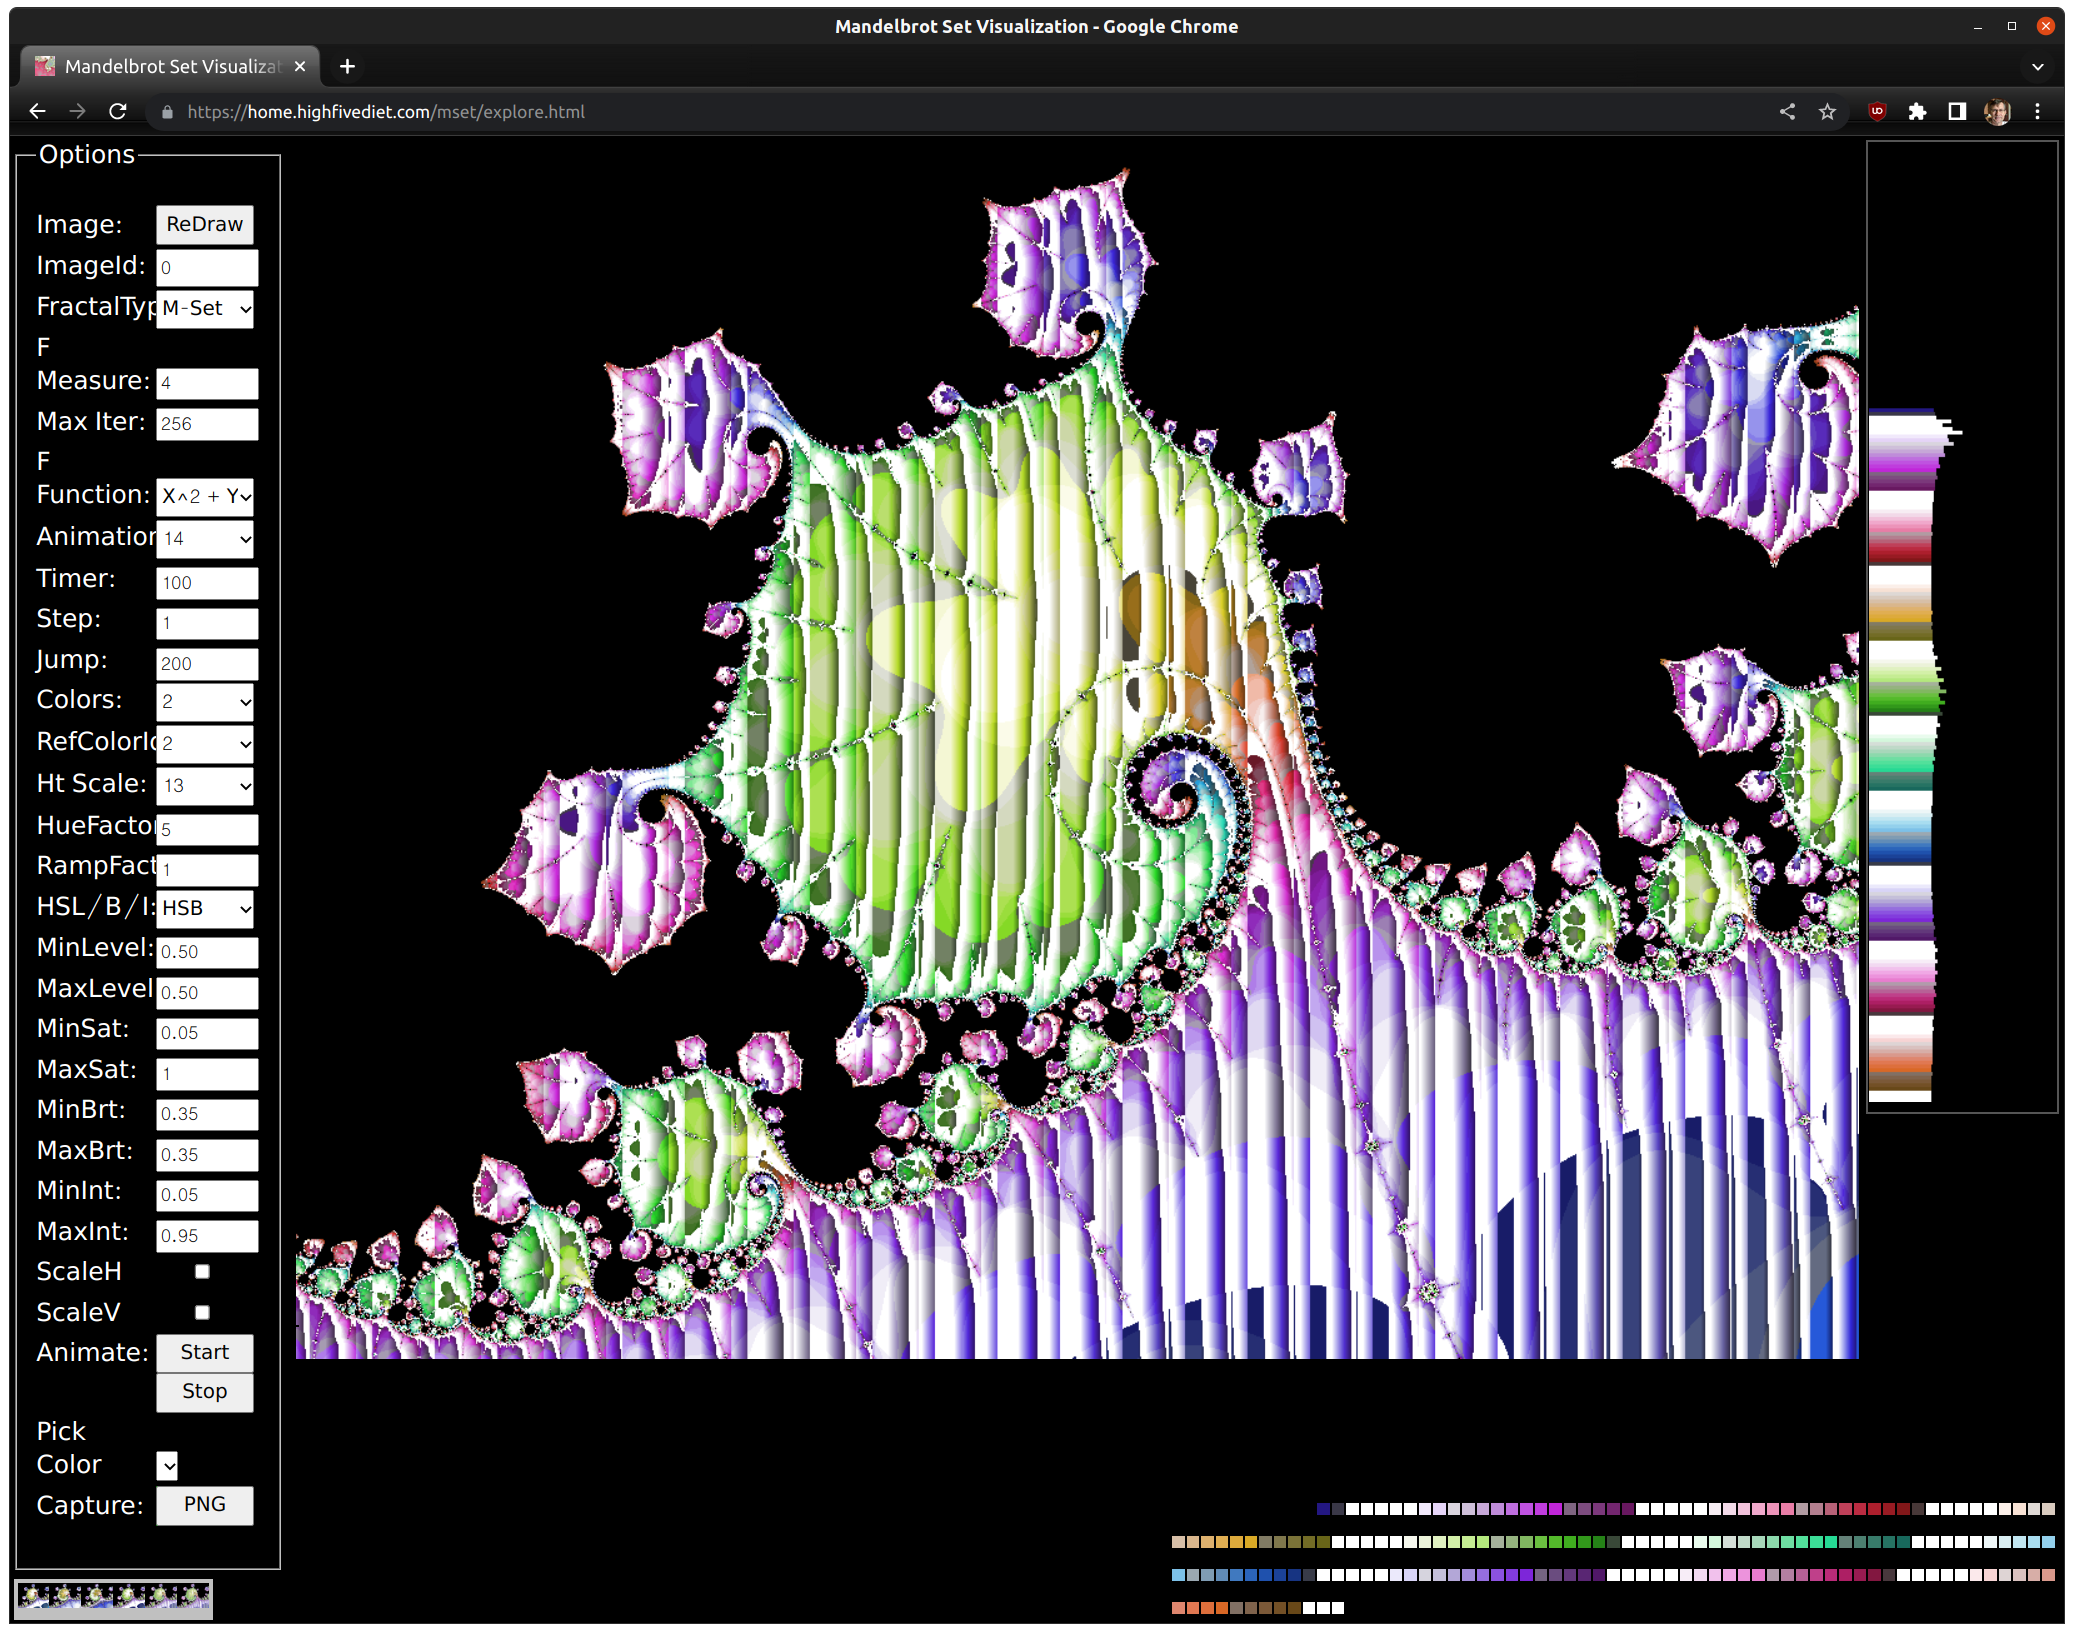 Mandelbrot Set Visualization - Google Chrome
Mandelbrot Set Visualizat
https://home.highfivediet.com/mset/explore.html
Options
Image: ReDraw
ImageId: 0
FractalTyp M-Set
F
Measure: 4
Max Iter: 256
F
Function: X^2 + Y
Animation 14
Timer: 100
Step: 1
Jump: 200
Colors: 2
RefColorId 2
Ht Scale: 13
HueFactor 5
RampFact 1
HSL/B/I: HSB
MinLevel: 0.50
MaxLevel 0.50
MinSat: 0.05
MaxSat: 1
MinBrt: 0.35
MaxBrt: 0.35
MinInt: 0.05
MaxInt: 0.95
ScaleH
ScaleV
Animate: Start
Stop
Pick
Color
Capture: PNG